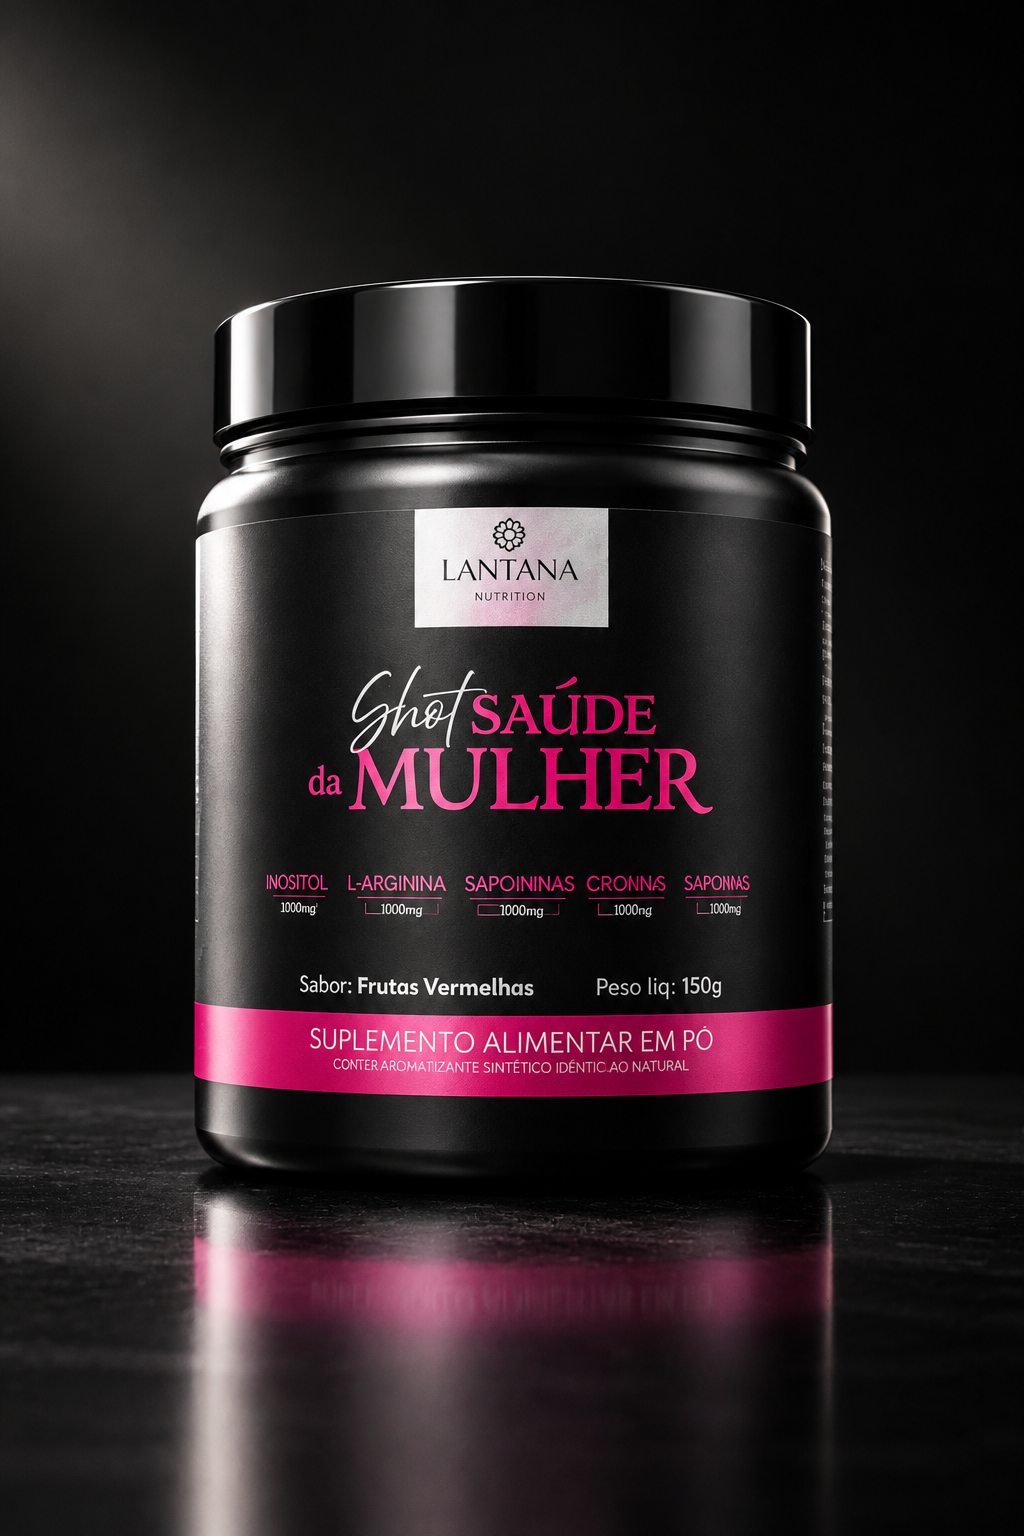 LANTANA
NUTRITION
Shot SAÚDE
da MULHER
INOSITOL L-ARGININA SAPOININAS CRONNAS SAPONNAS
1000mg 1000mg 1000mg 1000mg 1000mg
Sabor: Frutas Vermelhas Peso liq: 150g
SUPLEMENTO ALIMENTAR EM PÓ
CONTER AROMATIZANTE SINTÉTICO IDÉNTIC.AO NATURAL